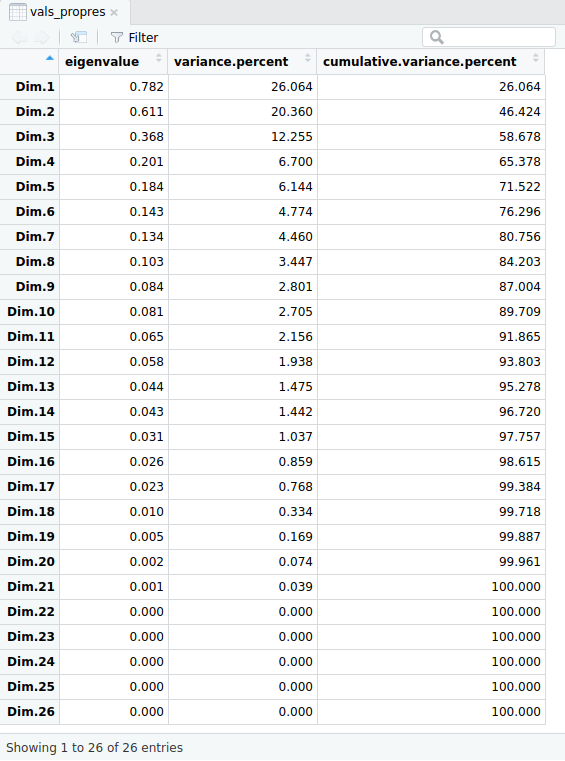 vals_propres
Filter
eigenvalue variance.percent cumulative.variance.percent
Dim.1 0.782 26.064 26.064
Dim.2 0.611 20.360 46.424
Dim.3 0.368 12.255 58.678
Dim.4 0.201 6.700 65.378
Dim.5 0.184 6.144 71.522
Dim.6 0.143 4.774 76.296
Dim.7 0.134 4.460 80.756
Dim.8 0.103 3.447 84.203
Dim.9 0.084 2.801 87.004
Dim.10 0.081 2.705 89.709
Dim.11 0.065 2.156 91.865
Dim.12 0.058 1.938 93.803
Dim.13 0.044 1.475 95.278
Dim.14 0.043 1.442 96.720
Dim.15 0.031 1.037 97.757
Dim.16 0.026 0.859 98.615
Dim.17 0.023 0.768 99.384
Dim.18 0.010 0.334 99.718
Dim.19 0.005 0.169 99.887
Dim.20 0.002 0.074 99.961
Dim.21 0.001 0.039 100.000
Dim.22 0.000 0.000 100.000
Dim.23 0.000 0.000 100.000
Dim.24 0.000 0.000 100.000
Dim.25 0.000 0.000 100.000
Dim.26 0.000 0.000 100.000
Showing 1 to 26 of 26 entries